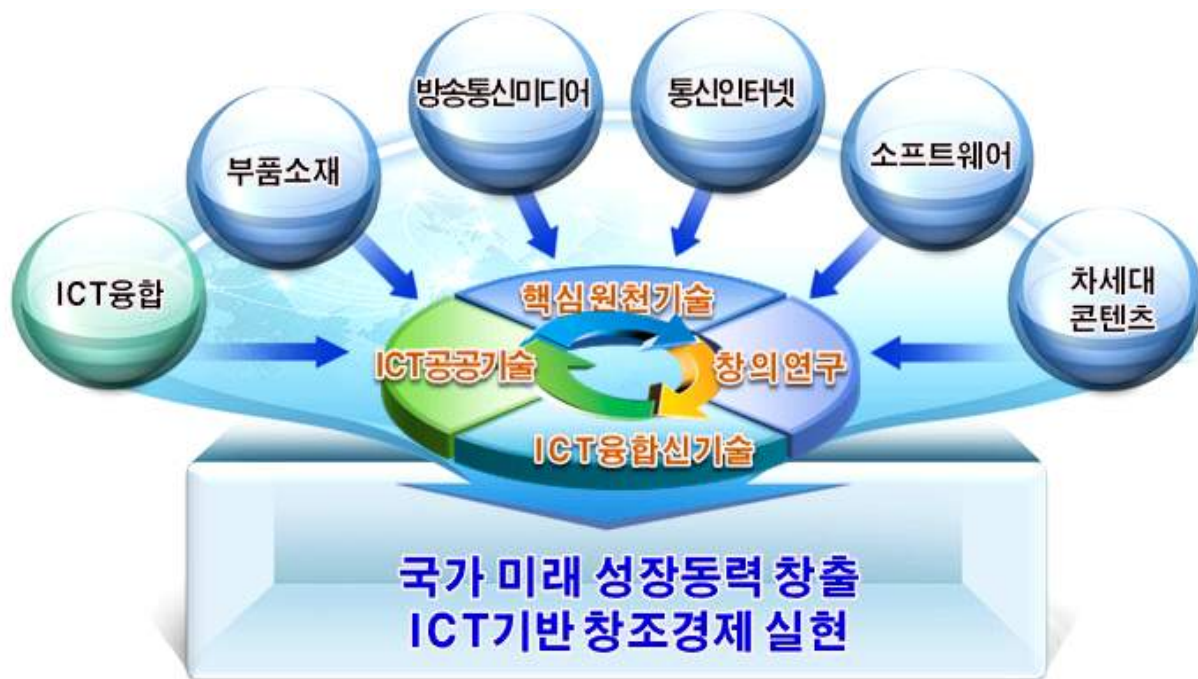 방송통신미디어
통신인터넷
부품소재
소프트웨어
ICT융합
차세대
콘텐츠
핵심원천기술
ICT공공기술
창의연구
ICT융합신기술
국가 미래 성장동력 창출
ICT기반 창조경제 실현